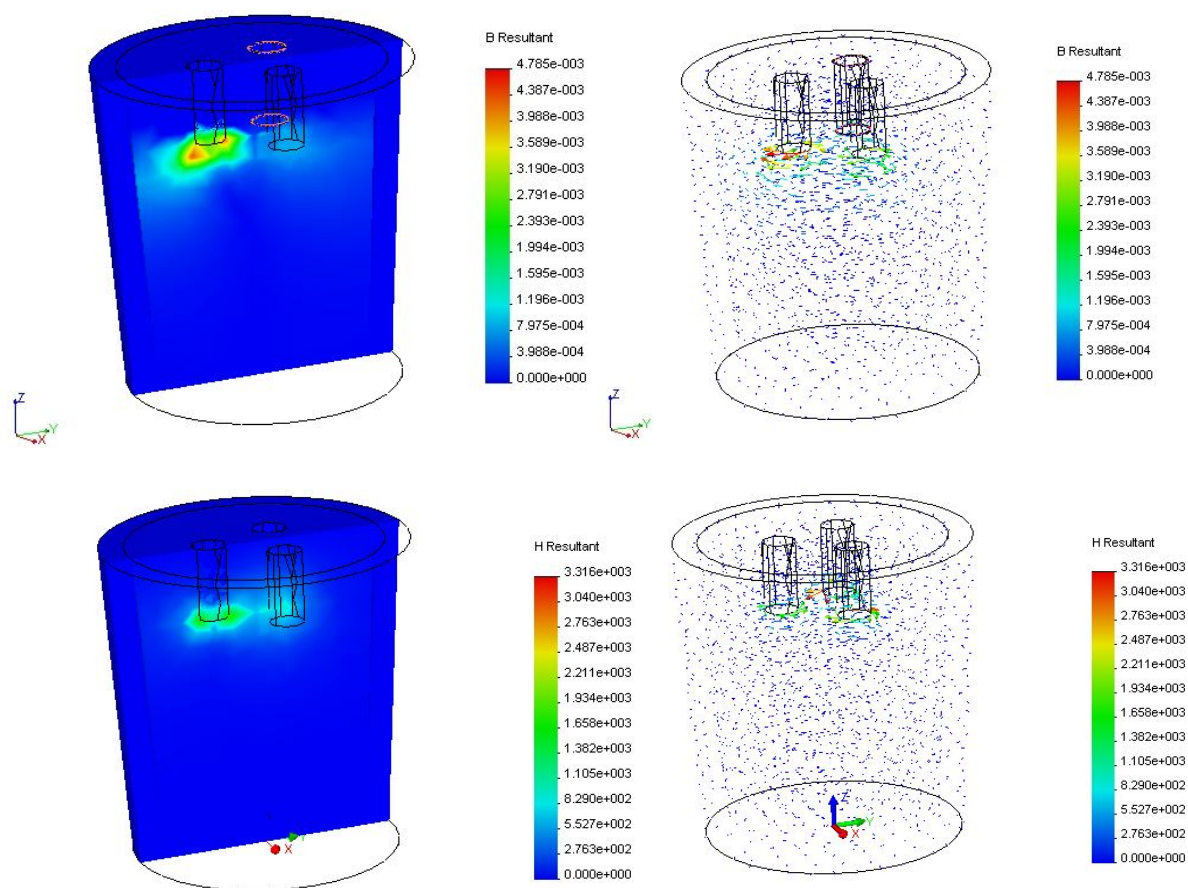 B Resultant
4.785e-003
4.387e-003
3.988e-003
3.589e-003
3.190e-003
2.791e-003
2.393e-003
1.994e-003
1.595e-003
1.196e-003
7.975e-004
3.988e-004
0.000e+000
Z
Y
X
B Resultant
4.785e-003
4.387e-003
3.988e-003
3.589e-003
3.190e-003
2.791e-003
2.393e-003
1.994e-003
1.595e-003
1.196e-003
7.975e-004
3.988e-004
0.000e+000
Z
Y
X
H Resultant
3.316e+003
3.040e+003
2.763e+003
2.487e+003
2.211e+003
1.934e+003
1.658e+003
1.382e+003
1.105e+003
8.290e+002
5.527e+002
2.763e+002
0.000e+000
Y
X
H Resultant
3.316e+003
3.040e+003
2.763e+003
2.487e+003
2.211e+003
1.934e+003
1.658e+003
1.382e+003
1.105e+003
8.290e+002
5.527e+002
2.763e+002
0.000e+000
Z
Y
X